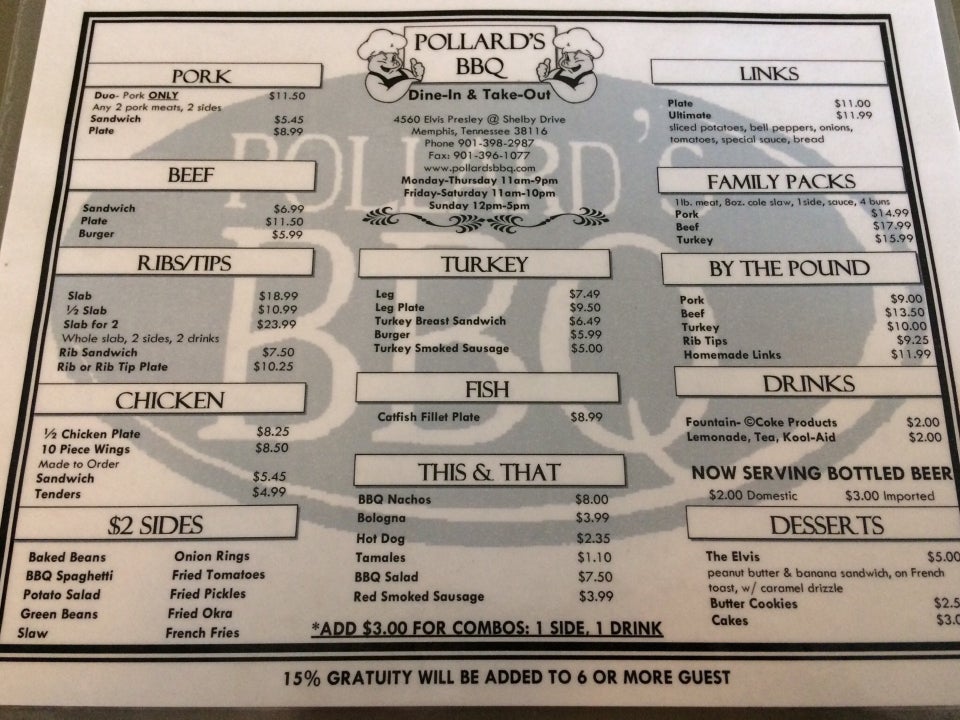 POLLARD'S
BBQ
Dine-In & Take-Out
4560 Elvis Presley @ Shelby Drive
Memphis, Tennessee 38116
Phone 901-398-2987
Fax: 901-396-1077
www.pollardsbbq.com
Monday-Thursday 11am-9pm
Friday-Saturday 11am-10pm
Sunday 12pm-5pm
PORK
Duo- Pork ONLY $11.50
Any 2 pork meats, 2 sides
Sandwich $5.45
Plate $8.99
BEEF
Sandwich $6.99
Plate $11.50
Burger $5.99
RIBS/TIPS
Slab $18.99
½ Slab $10.99
Slab for 2 $23.99
Whole slab, 2 sides, 2 drinks
Rib Sandwich $7.50
Rib or Rib Tip Plate $10.25
CHICKEN
½ Chicken Plate $8.25
10 Piece Wings $8.50
Made to Order
Sandwich $5.45
Tenders $4.99
$2 SIDES
Baked Beans Onion Rings
BBQ Spaghetti Fried Tomatoes
Potato Salad Fried Pickles
Green Beans Fried Okra
Slaw French Fries
TURKEY
Leg $7.49
Leg Plate $9.50
Turkey Breast Sandwich $6.49
Burger $5.99
Turkey Smoked Sausage $5.00
FISH
Catfish Fillet Plate $8.99
THIS & THAT
BBQ Nachos $8.00
Bologna $3.99
Hot Dog $2.35
Tamales $1.10
BBQ Salad $7.50
Red Smoked Sausage $3.99
*ADD $3.00 FOR COMBOS: 1 SIDE, 1 DRINK
LINKS
Plate $11.00
Ultimate $11.99
sliced potatoes, bell peppers, onions,
tomatoes, special sauce, bread
FAMILY PACKS
1lb. meat, 8oz. cole slaw, 1side, sauce, 4 buns
Pork $14.99
Beef $17.99
Turkey $15.99
BY THE POUND
Pork $9.00
Beef $13.50
Turkey $10.00
Rib Tips $9.25
Homemade Links $11.99
DRINKS
Fountain- ©Coke Products $2.00
Lemonade, Tea, Kool-Aid $2.00
NOW SERVING BOTTLED BEER
$2.00 Domestic $3.00 Imported
DESSERTS
The Elvis $5.00
peanut butter & banana sandwich, on French
toast, w/ caramel drizzle
Butter Cookies $2.5
Cakes $3.0
15% GRATUITY WILL BE ADDED TO 6 OR MORE GUEST
POLLARD'S
BBQ